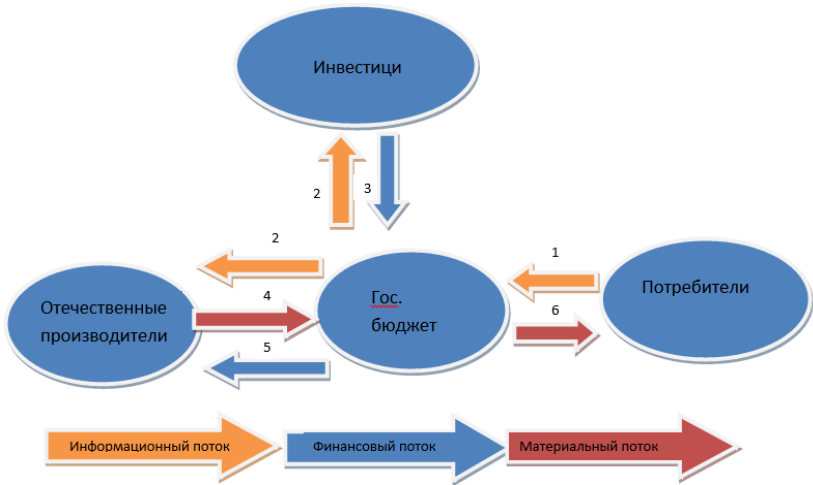 Инвестици
2
3
2
1
Отечественные
производители
4
Гос.
бюджет
Потребители
6
5
Информационный поток
Финансовый поток
Материальный поток